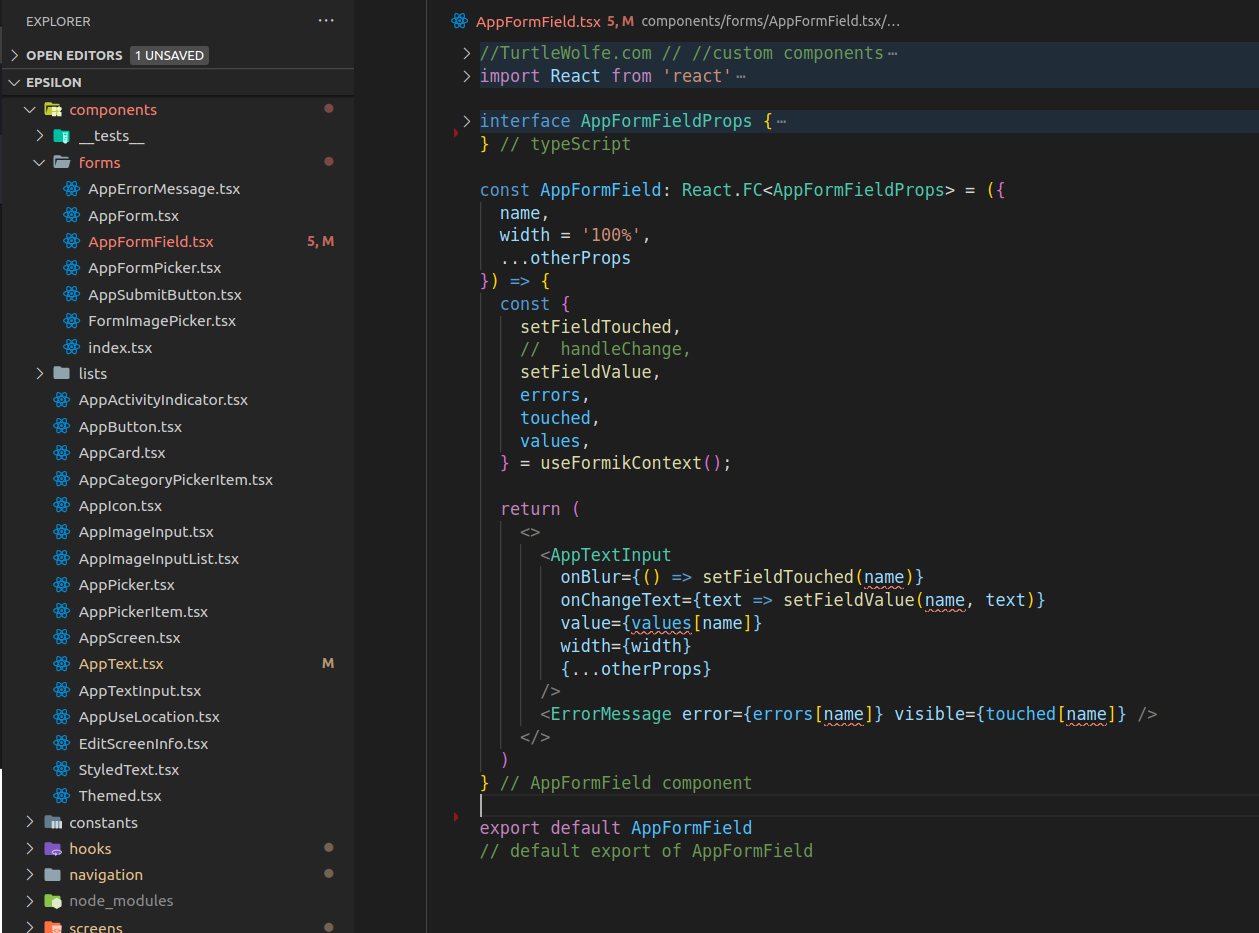 EXPLORER
···
OPEN EDITORS 1 UNSAVED
EPSILON
components
__tests__
forms
AppErrorMessage.tsx
AppForm.tsx
AppFormField.tsx 5, M
AppFormPicker.tsx
AppSubmitButton.tsx
FormImagePicker.tsx
index.tsx
lists
AppActivityIndicator.tsx
AppButton.tsx
AppCard.tsx
AppCategoryPickerItem.tsx
AppIcon.tsx
AppImageInput.tsx
AppImageInputList.tsx
AppPicker.tsx
AppPickerItem.tsx
AppScreen.tsx
AppText.tsx M
AppTextInput.tsx
AppUseLocation.tsx
EditScreenInfo.tsx
StyledText.tsx
Themed.tsx
constants
hooks
navigation
node_modules
screens
AppFormField.tsx 5, M components/forms/AppFormField.tsx/...
//TurtleWolfe.com // //custom components ⋯
import React from 'react' ⋯
interface AppFormFieldProps { ⋯
} // typeScript
const AppFormField: React.FC<AppFormFieldProps> = ({
name,
width = '100%',
...otherProps
}) => {
const {
setFieldTouched,
//  handleChange,
setFieldValue,
errors,
touched,
values,
} = useFormikContext();
return (
<>
<AppTextInput
onBlur={() => setFieldTouched(name)}
onChangeText={text => setFieldValue(name, text)}
value={values[name]}
width={width}
{...otherProps}
/>
<ErrorMessage error={errors[name]} visible={touched[name]} />
</>
)
} // AppFormField component
export default AppFormField
// default export of AppFormField